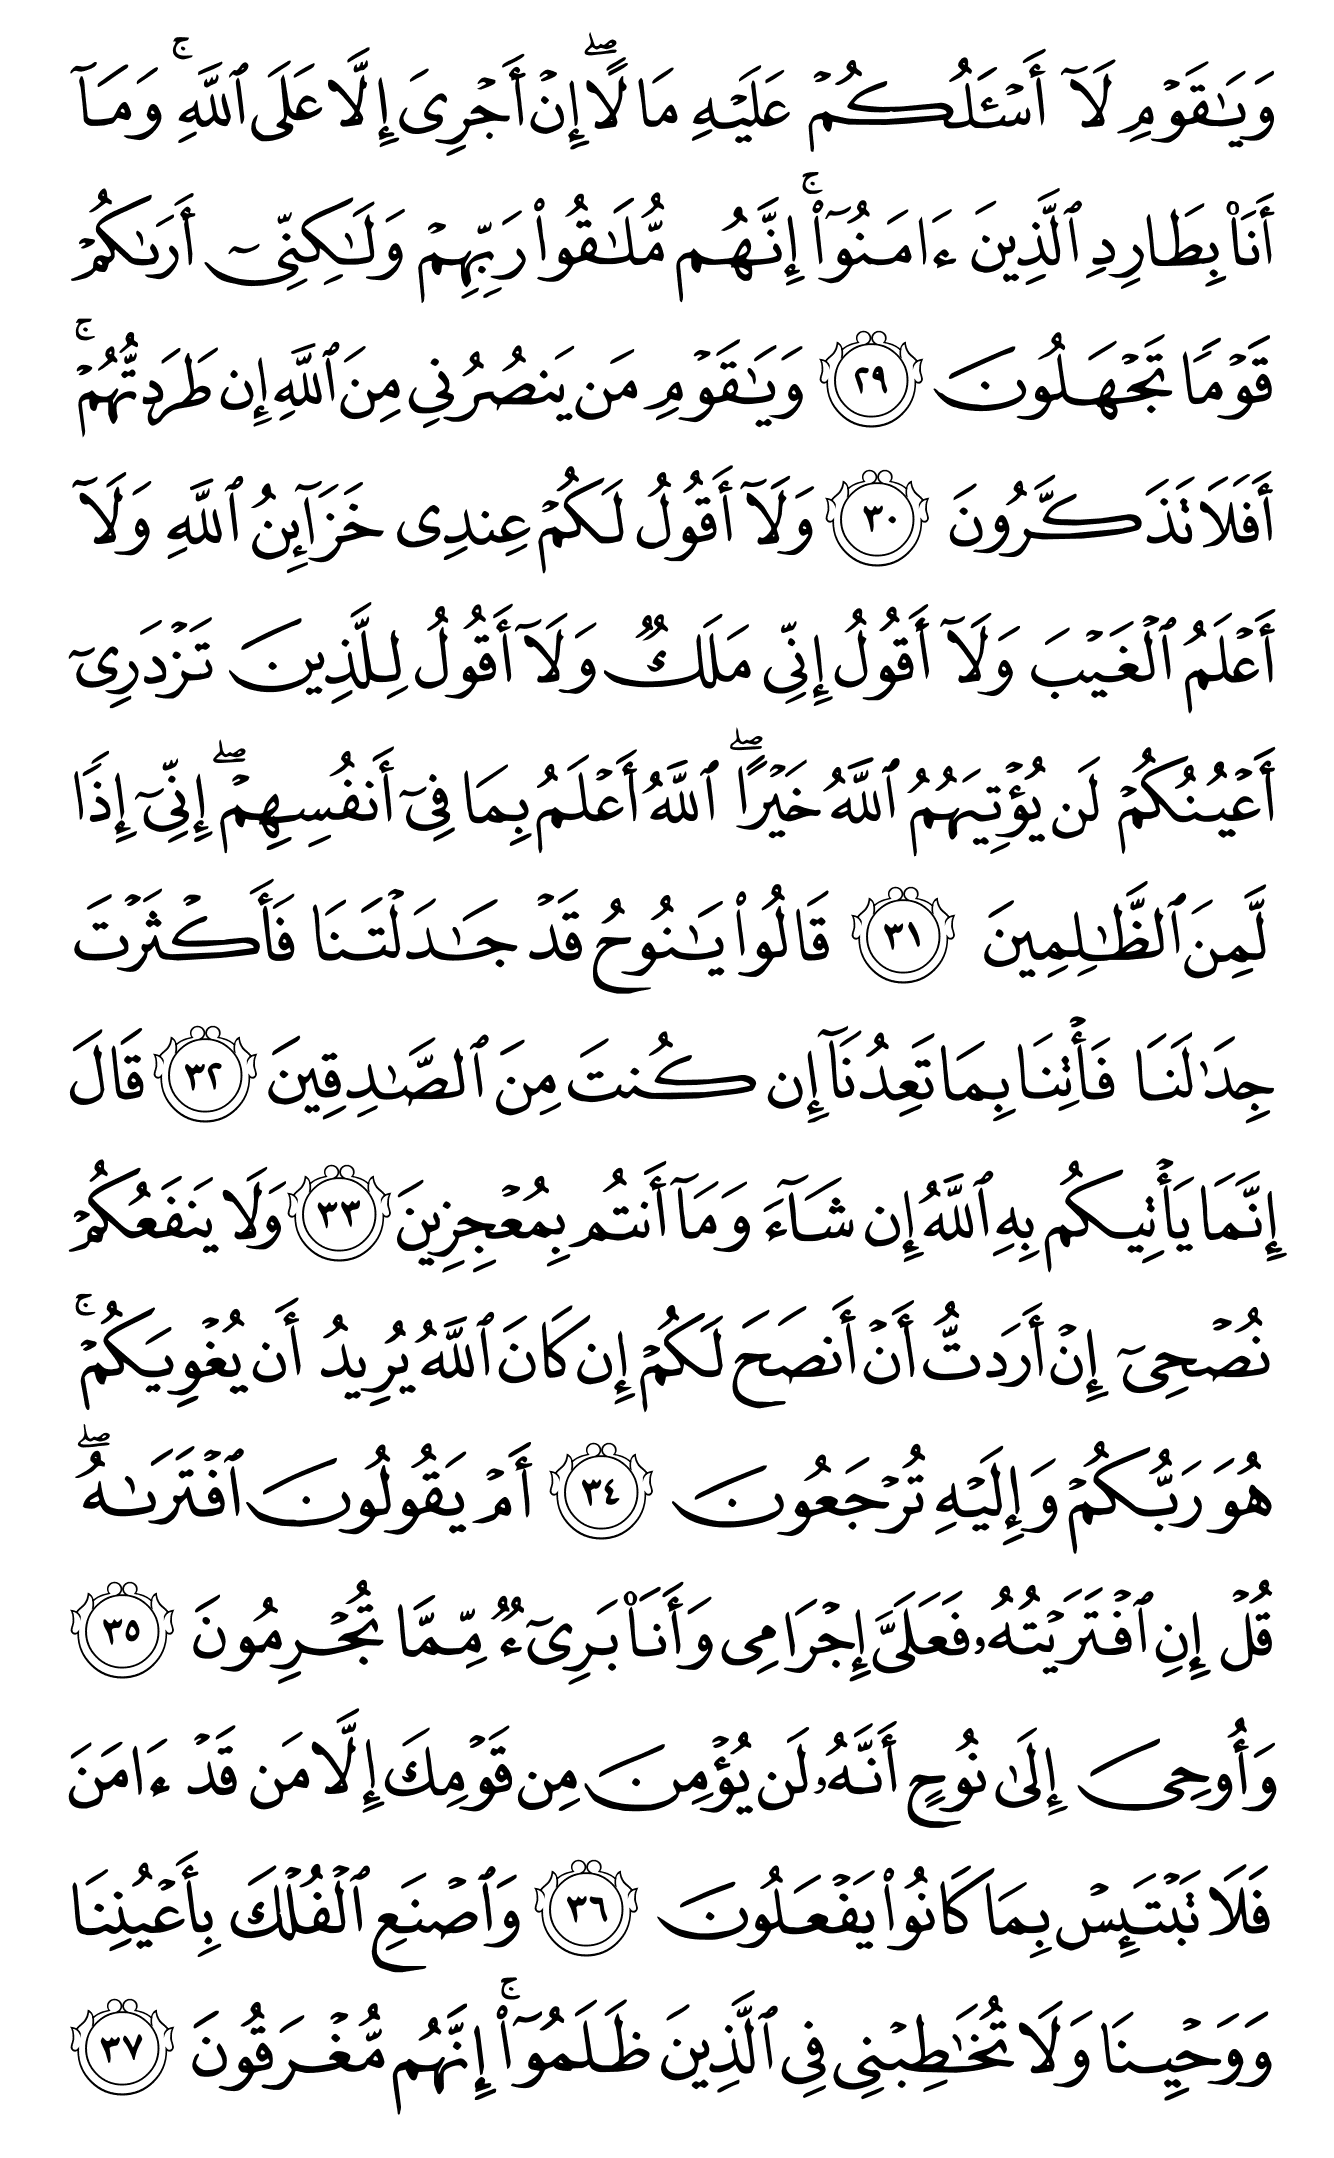 وَيَٰقَوْمِ لَآ أَسْـَٔلُكُمْ عَلَيْهِ مَالًا ۖ إِنْ أَجْرِىَ إِلَّا عَلَى ٱللَّهِ ۚ وَمَآ
أَنَا۠ بِطَارِدِ ٱلَّذِينَ ءَامَنُوٓا۟ ۚ إِنَّهُم مُّلَٰقُوا۟ رَبِّهِمْ وَلَٰكِنِّىٓ أَرَىٰكُمْ
قَوْمًا تَجْهَلُونَ ٢٩ وَيَٰقَوْمِ مَن يَنصُرُنِي مِنَ ٱللَّهِ إِن طَرَدتُّهُمْ ۚ
أَفَلَا تَذَكَّرُونَ ٣٠ وَلَآ أَقُولُ لَكُمْ عِندِى خَزَآئِنُ ٱللَّهِ وَلَآ
أَعْلَمُ ٱلْغَيْبَ وَلَآ أَقُولُ إِنِّي مَلَكٌ وَلَآ أَقُولُ لِلَّذِينَ تَزْدَرِىٓ
أَعْيُنُكُمْ لَن يُؤْتِيَهُمُ ٱللَّهُ خَيْرًا ۖ ٱللَّهُ أَعْلَمُ بِمَا فِىٓ أَنفُسِهِمْ ۖ إِنِّىٓ إِذًا
لَّمِنَ ٱلظَّٰلِمِينَ ٣١ قَالُوا۟ يَٰنُوحُ قَدْ جَٰدَلْتَنَا فَأَكْثَرْتَ
جِدَٰلَنَا فَأْتِنَا بِمَا تَعِدُنَآ إِن كُنتَ مِنَ ٱلصَّٰدِقِينَ ٣٢ قَالَ
إِنَّمَا يَأْتِيكُم بِهِ ٱللَّهُ إِن شَآءَ وَمَآ أَنتُم بِمُعْجِزِينَ ٣٣ وَلَا يَنفَعُكُمْ
نُصْحِىٓ إِنْ أَرَدتُّ أَنْ أَنصَحَ لَكُمْ إِن كَانَ ٱللَّهُ يُرِيدُ أَن يُغْوِيَكُمْ ۚ
هُوَ رَبُّكُمْ وَإِلَيْهِ تُرْجَعُونَ ٣٤ أَمْ يَقُولُونَ ٱفْتَرَىٰهُ ۖ
قُلْ إِنِ ٱفْتَرَيْتُهُۥ فَعَلَىَّ إِجْرَامِى وَأَنَا۠ بَرِىٓءٌ مِّمَّا تُجْرِمُونَ ٣٥
وَأُوحِىَ إِلَىٰ نُوحٍ أَنَّهُۥ لَن يُؤْمِنَ مِن قَوْمِكَ إِلَّا مَن قَدْ ءَامَنَ
فَلَا تَبْتَئِسْ بِمَا كَانُوا۟ يَفْعَلُونَ ٣٦ وَٱصْنَعِ ٱلْفُلْكَ بِأَعْيُنِنَا
وَوَحْيِنَا وَلَا تُخَٰطِبْنِى فِي ٱلَّذِينَ ظَلَمُوٓا۟ ۚ إِنَّهُم مُّغْرَقُونَ ٣٧